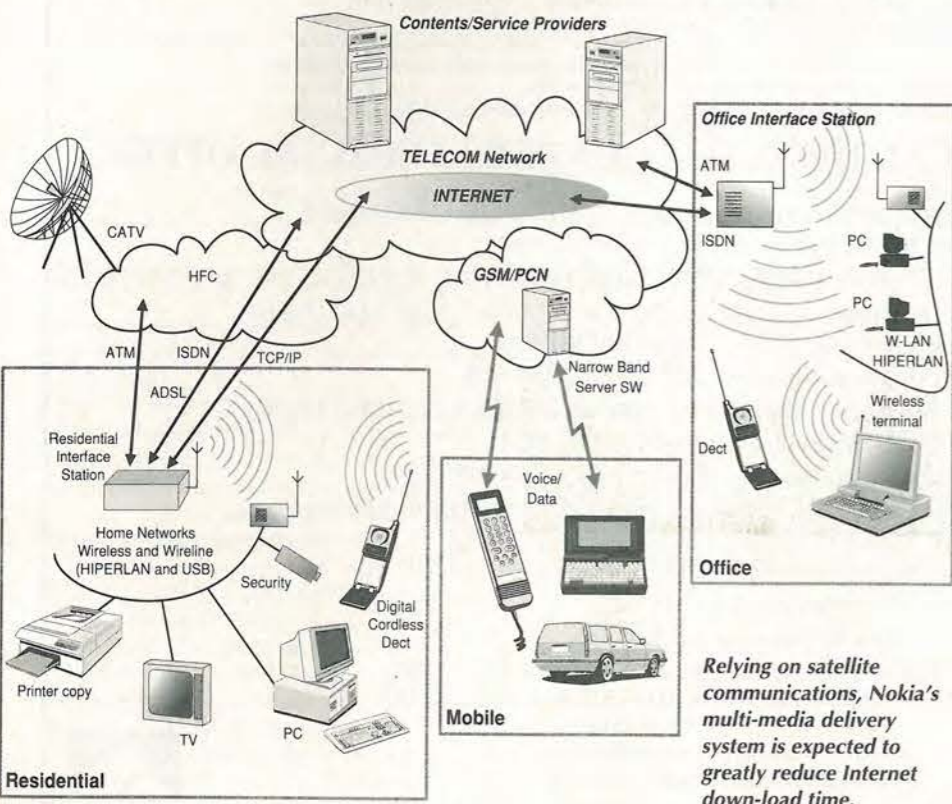 Contents/Service Providers
TELECOM Network
INTERNET
CATV
HFC
GSM/PCN
Narrow Band
Server SW
ATM
ISDN
TCP/IP
ADSL
Residential
Interface
Station
Home Networks
Wireless and Wireline
(HIPERLAN and USB)
Security
Digital
Cordless
Dect
Printer copy
TV
PC
Residential
Voice/
Data
Mobile
Office Interface Station
ATM
ISDN
PC
PC
W-LAN
HIPERLAN
Wireless
terminal
Dect
Office
Relying on satellite
communications, Nokia's
multi-media delivery
system is expected to
greatly reduce Internet
down-load time.